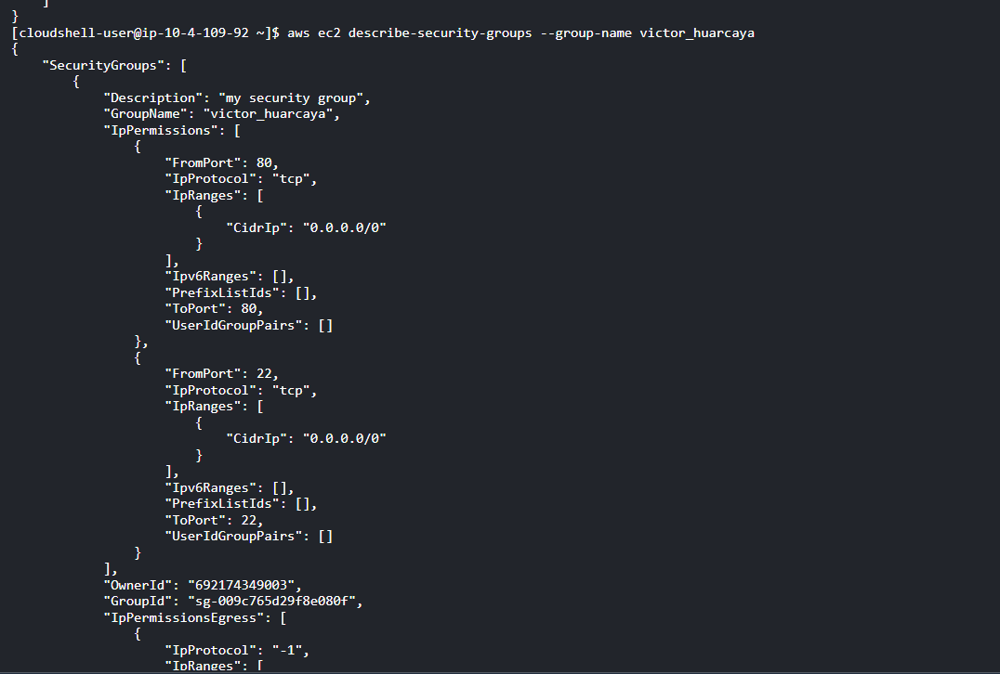 ]
}
[cloudshell-user@ip-10-4-109-92 ~]$ aws ec2 describe-security-groups --group-name victor_huarcaya
{
    "SecurityGroups": [
        {
            "Description": "my security group",
            "GroupName": "victor_huarcaya",
            "IpPermissions": [
                {
                    "FromPort": 80,
                    "IpProtocol": "tcp",
                    "IpRanges": [
                        {
                            "CidrIp": "0.0.0.0/0"
                        }
                    ],
                    "Ipv6Ranges": [],
                    "PrefixListIds": [],
                    "ToPort": 80,
                    "UserIdGroupPairs": []
                },
                {
                    "FromPort": 22,
                    "IpProtocol": "tcp",
                    "IpRanges": [
                        {
                            "CidrIp": "0.0.0.0/0"
                        }
                    ],
                    "Ipv6Ranges": [],
                    "PrefixListIds": [],
                    "ToPort": 22,
                    "UserIdGroupPairs": []
                }
            ],
            "OwnerId": "692174349003",
            "GroupId": "sg-009c765d29f8e080f",
            "IpPermissionsEgress": [
                {
                    "IpProtocol": "-1",
                    "IpRanges": [